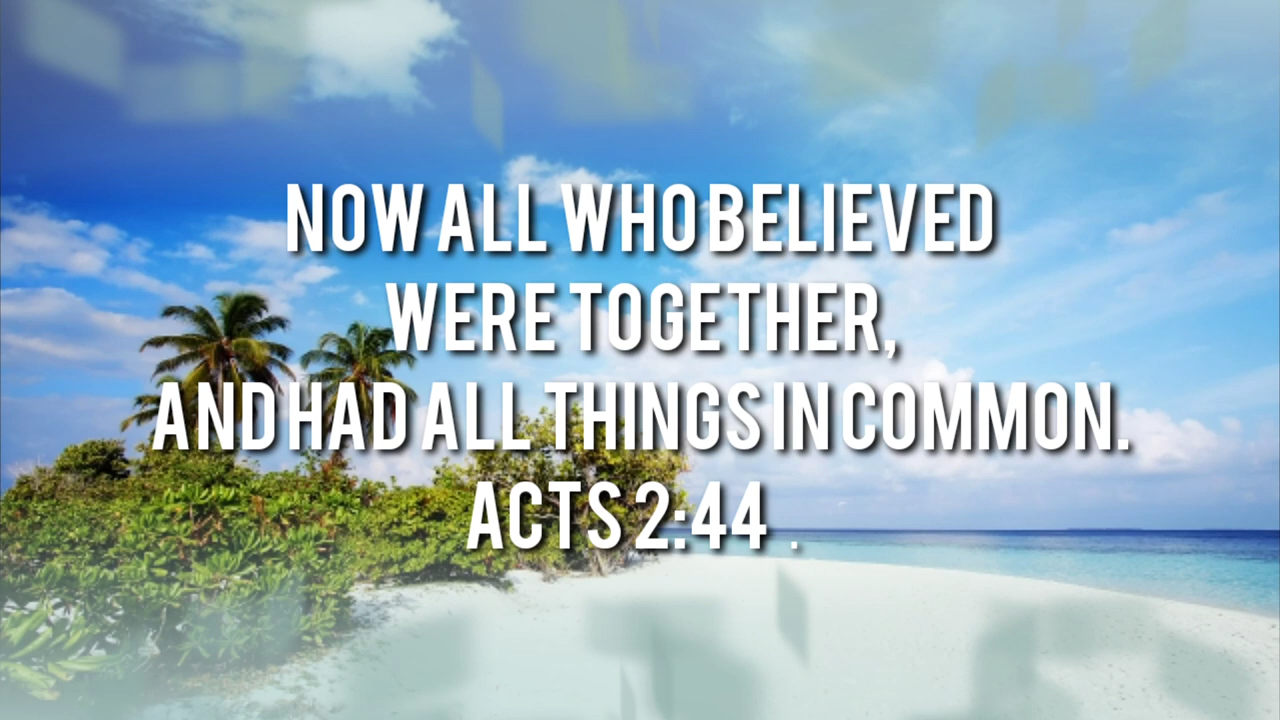 NOW ALL WHO BELIEVED
WERE TOGETHER,
AND HAD ALL THINGS IN COMMON.
ACTS 2:44 .